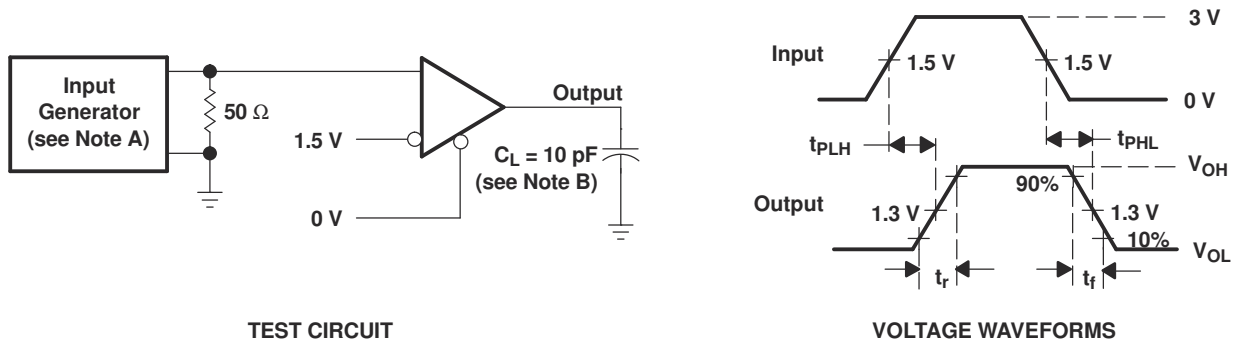 Input
Generator
(see Note A)
50 Ω
1.5 V
0 V
Output
C_L = 10 pF
(see Note B)
TEST CIRCUIT
3 V
Input
1.5 V
1.5 V
0 V
t_PLH
t_PHL
V_OH
90%
Output
1.3 V
1.3 V
10%
V_OL
t_r
t_f
VOLTAGE WAVEFORMS